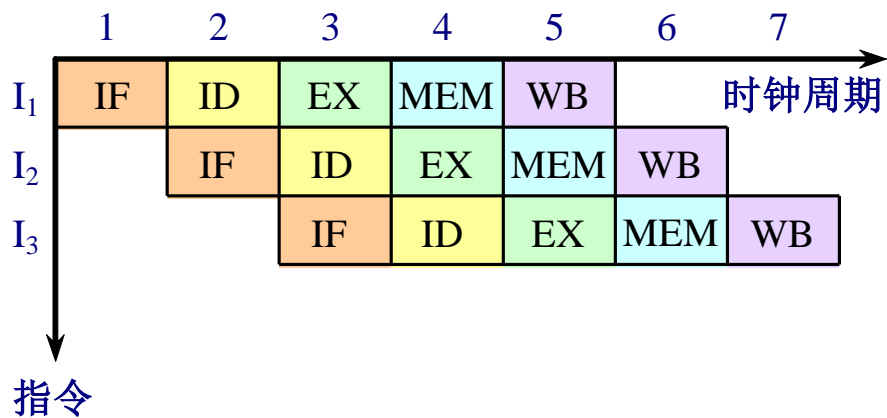 1 2 3 4 5 6 7
时钟周期
I₁ IF ID EX MEM WB
I₂ IF ID EX MEM WB
I₃ IF ID EX MEM WB
指令